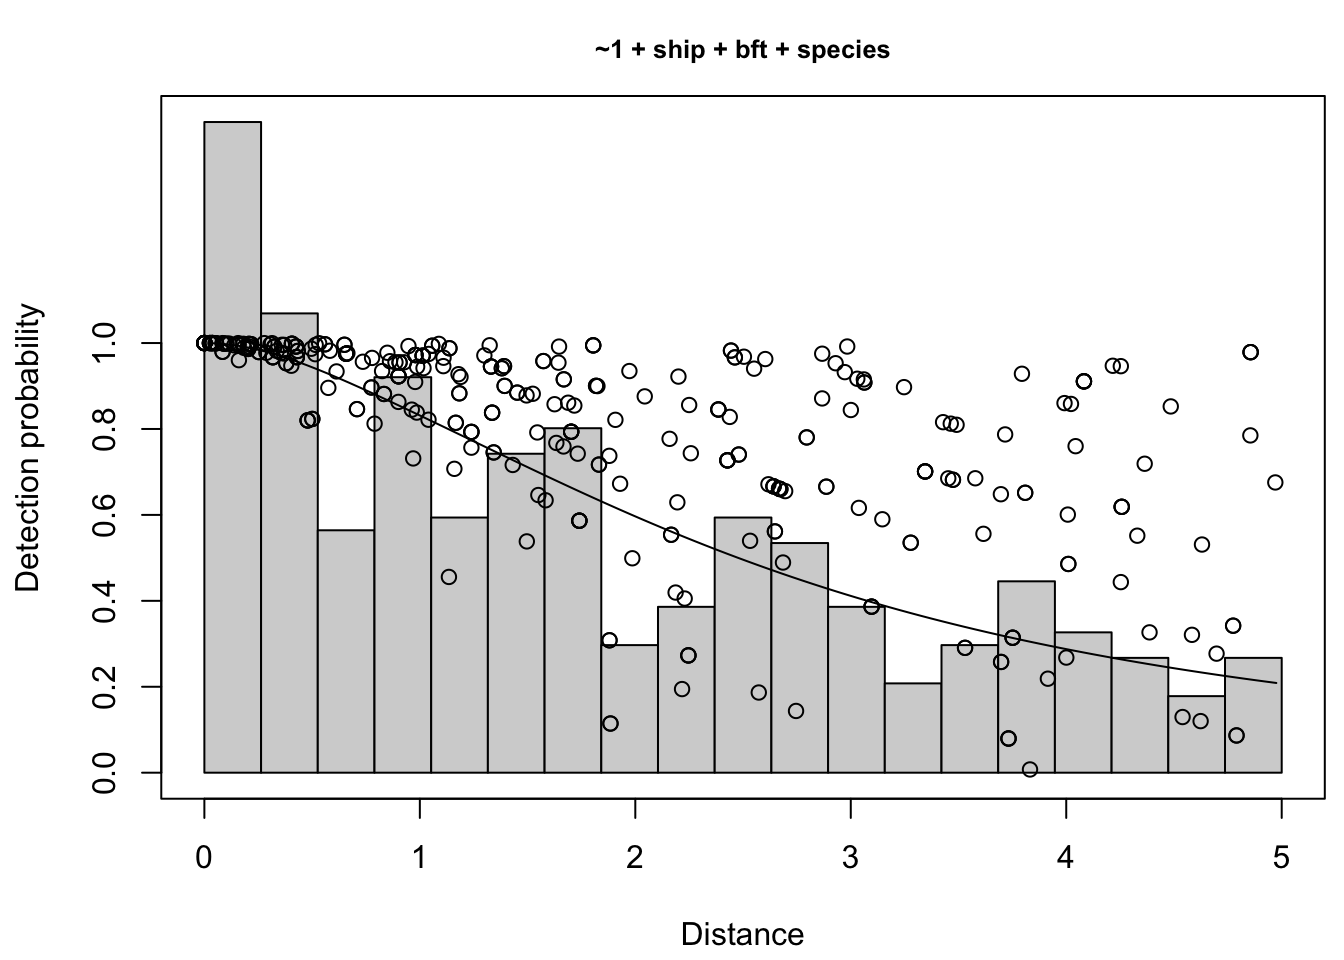 ~1 + ship + bft + species
Detection probability
1.0
0.8
0.6
0.4
0.2
0.0
0 1 2 3 4 5
Distance